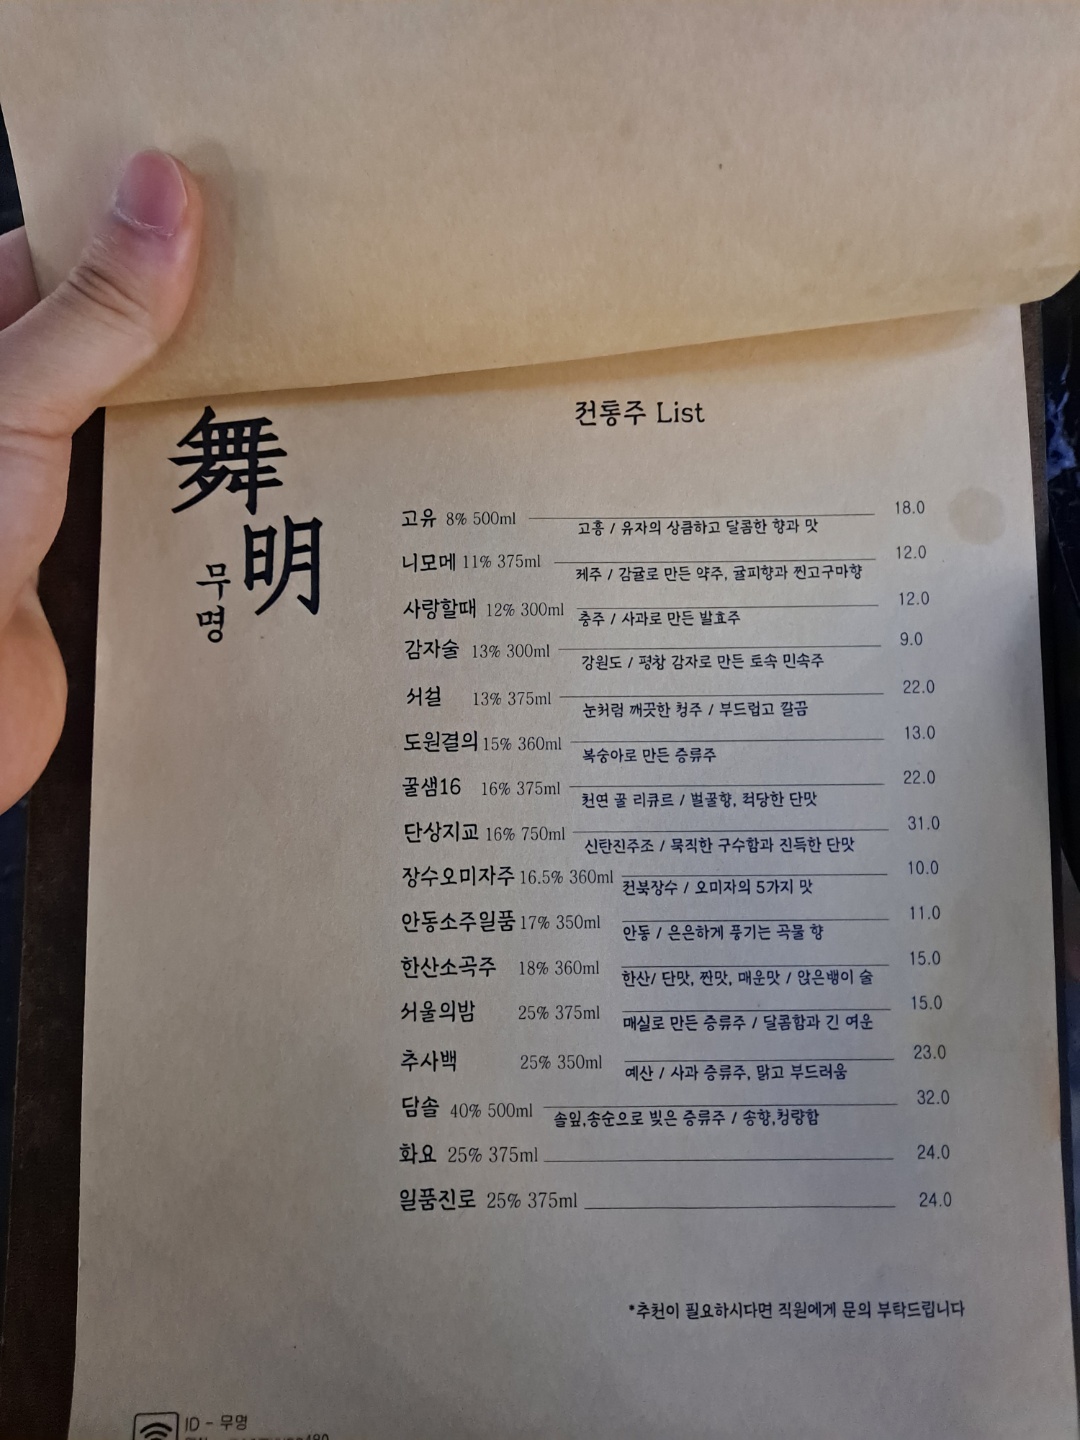 舞明
무명
전통주 List
고유 8% 500ml 18.0
고흥 / 유자의 상큼하고 달콤한 향과 맛
니모메 11% 375ml 12.0
제주 / 감귤로 만든 약주, 귤피향과 찐고구마향
사랑할때 12% 300ml 12.0
충주 / 사과로 만든 발효주
감자술 13% 300ml 9.0
강원도 / 평창 감자로 만든 토속 민속주
서설 13% 375ml 22.0
눈처럼 깨끗한 청주 / 부드럽고 깔끔
도원결의 15% 360ml 13.0
복숭아로 만든 증류주
꿀샘16 16% 375ml 22.0
천연 꿀 리큐르 / 벌꿀향, 적당한 단맛
단상지교 16% 750ml 31.0
신탄진주조 / 묵직한 구수함과 진득한 단맛
장수오미자주 16.5% 360ml 10.0
전북장수 / 오미자의 5가지 맛
안동소주일품 17% 350ml 11.0
안동 / 은은하게 풍기는 곡물 향
한산소곡주 18% 360ml 15.0
한산/ 단맛, 짠맛, 매운맛 / 앉은뱅이 술
서울의밤 25% 375ml 15.0
매실로 만든 증류주 / 달콤함과 긴 여운
추사백 25% 350ml 23.0
예산 / 사과 증류주, 맑고 부드러움
담솔 40% 500ml 32.0
솔잎,송순으로 빚은 증류주 / 송향,청량함
화요 25% 375ml 24.0
일품진로 25% 375ml 24.0
*추천이 필요하시다면 직원에게 문의 부탁드립니다
ID - 무명